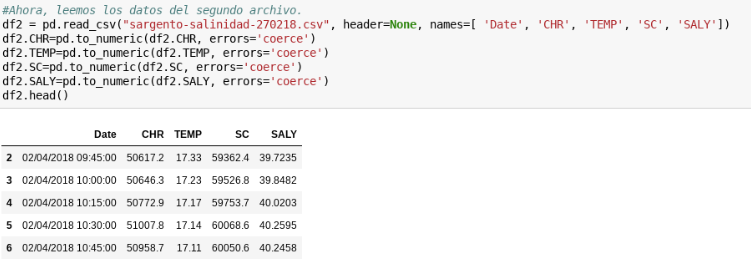 #Ahora, leemos los datos del segundo archivo.
df2 = pd.read_csv("sargento-salinidad-270218.csv", header=None, names=[ 'Date', 'CHR', 'TEMP', 'SC', 'SALY'])
df2.CHR=pd.to_numeric(df2.CHR, errors='coerce')
df2.TEMP=pd.to_numeric(df2.TEMP, errors='coerce')
df2.SC=pd.to_numeric(df2.SC, errors='coerce')
df2.SALY=pd.to_numeric(df2.SALY, errors='coerce')
df2.head()
Date CHR TEMP SC SALY
2 02/04/2018 09:45:00 50617.2 17.33 59362.4 39.7235
3 02/04/2018 10:00:00 50646.3 17.23 59526.8 39.8482
4 02/04/2018 10:15:00 50772.9 17.17 59753.7 40.0203
5 02/04/2018 10:30:00 51007.8 17.14 60068.6 40.2595
6 02/04/2018 10:45:00 50958.7 17.11 60050.6 40.2458